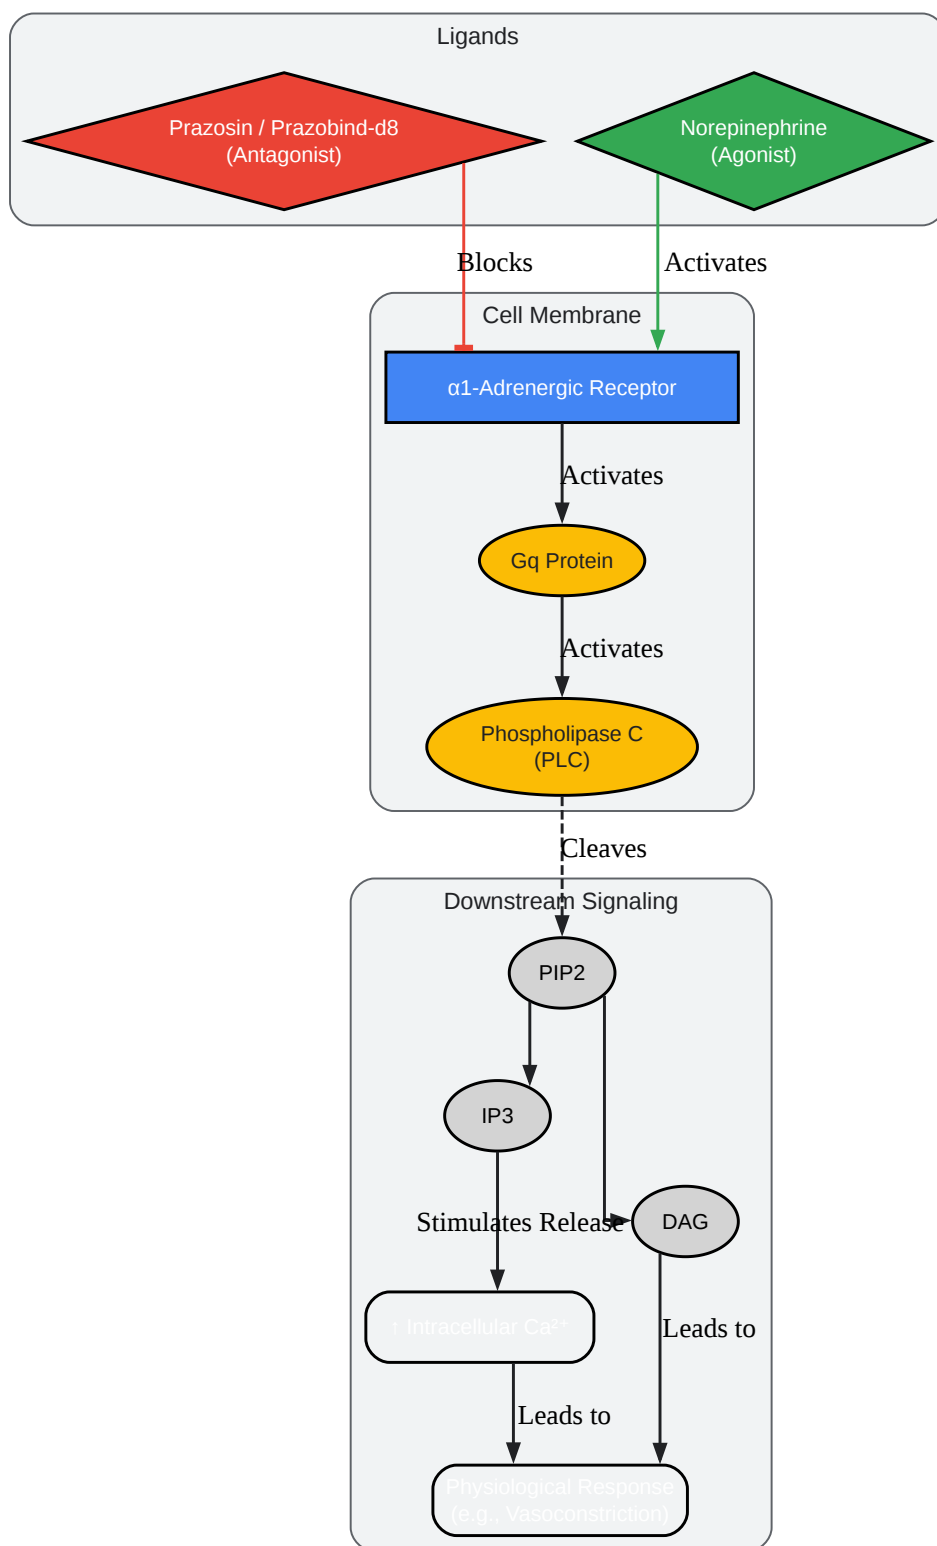 Ligands
Prazosin / Prazobind-d8
(Antagonist)
Norepinephrine
(Agonist)
Blocks
Activates
Cell Membrane
α1-Adrenergic Receptor
Activates
Gq Protein
Activates
Phospholipase C
(PLC)
Cleaves
Downstream Signaling
PIP2
IP3
Stimulates Release
DAG
↑ Intracellular Ca²⁺
Leads to
Leads to
Physiological Response
(e.g., Vasoconstriction)